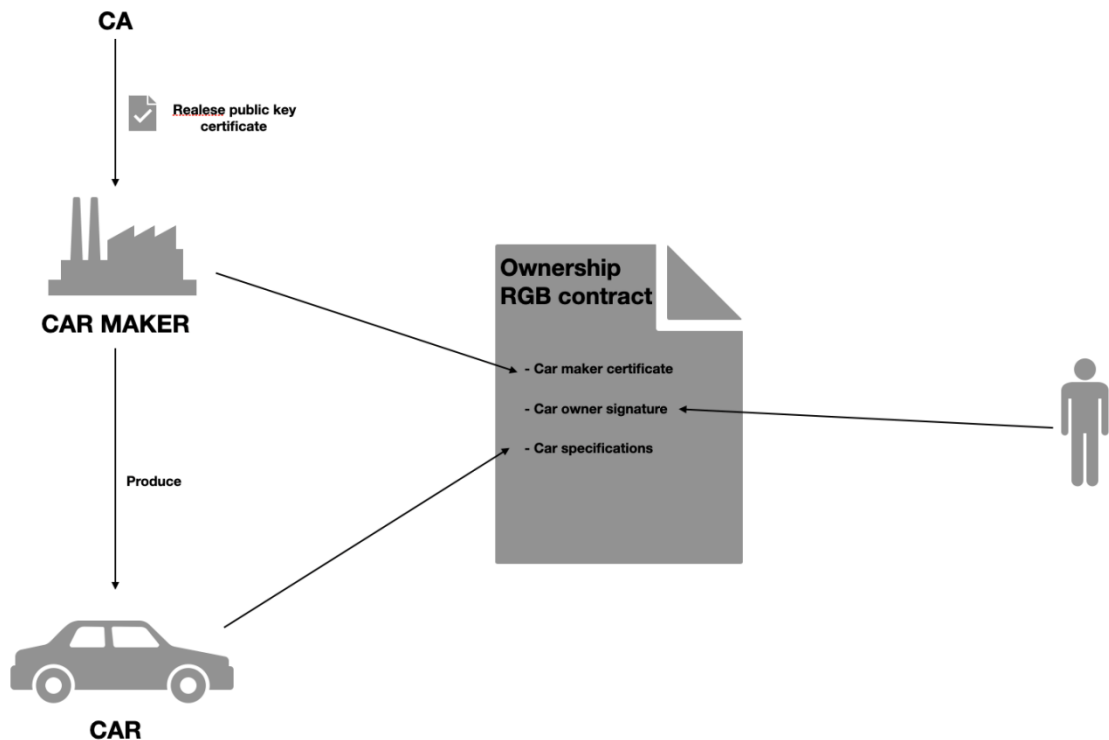 CA
Realese public key
certificate
CAR MAKER
Ownership
RGB contract
- Car maker certificate
- Car owner signature
- Car specifications
Produce
CAR